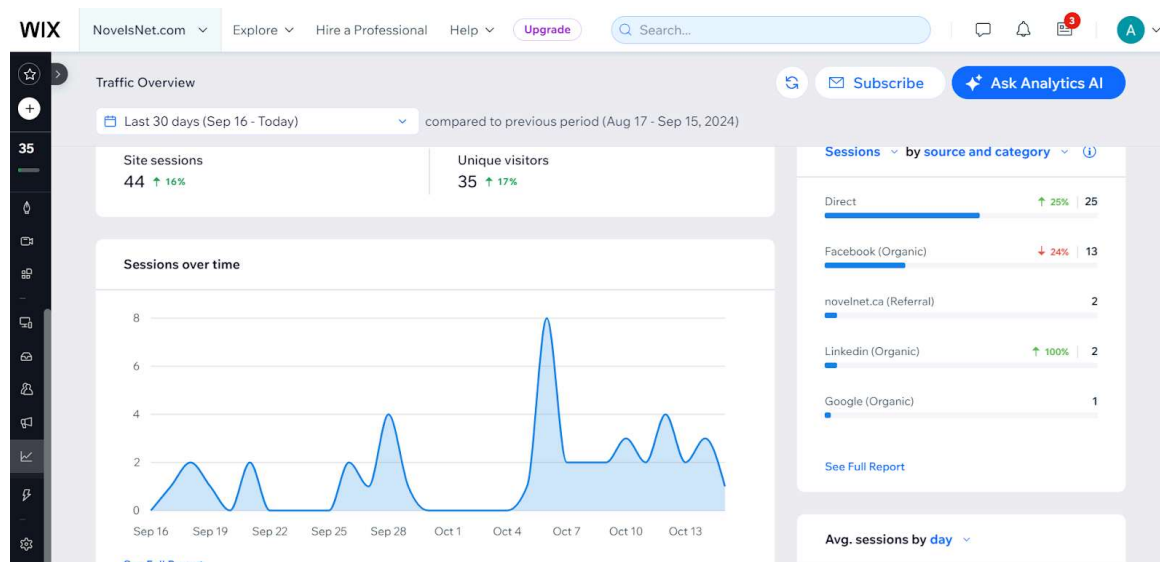 WIX NovelsNet.com Explore Hire a Professional Help Upgrade Search... 3 A
Traffic Overview Subscribe Ask Analytics AI
Last 30 days (Sep 16 - Today) compared to previous period (Aug 17 - Sep 15, 2024)
35
Site sessions Unique visitors
44 ↑ 16% 35 ↑ 17%
Sessions over time
8
6
4
2
0
Sep 16 Sep 19 Sep 22 Sep 25 Sep 28 Oct 1 Oct 4 Oct 7 Oct 10 Oct 13
Sessions by source and category
Direct ↑ 25% 25
Facebook (Organic) ↓ 24% 13
novelnet.ca (Referral) 2
Linkedin (Organic) ↑ 100% 2
Google (Organic) 1
See Full Report
Avg. sessions by day